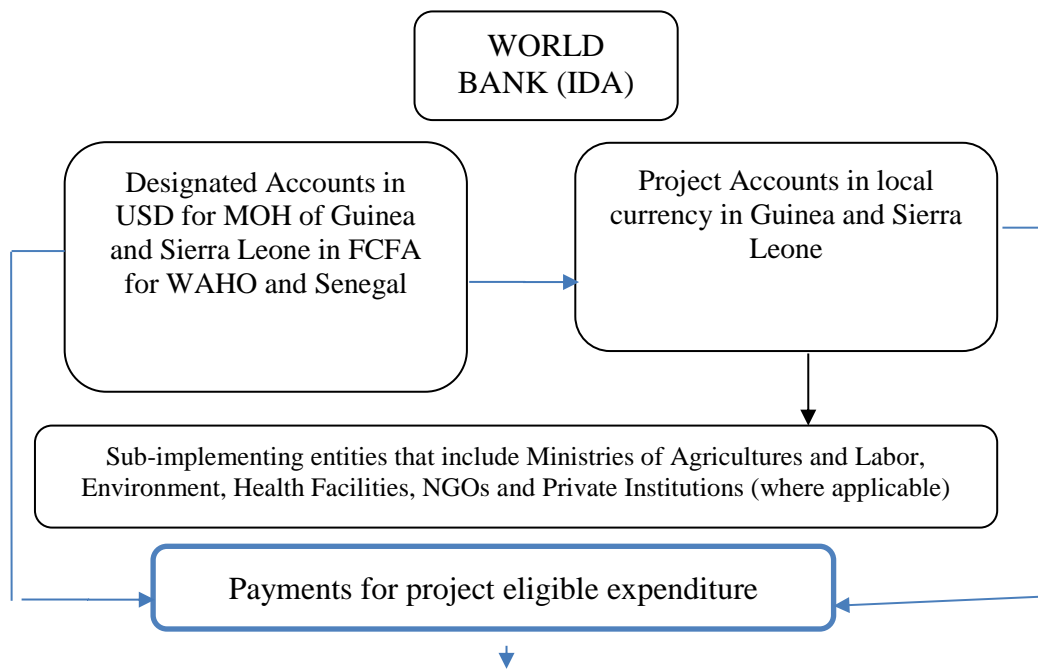 WORLD
BANK (IDA)
Designated Accounts in
USD for MOH of Guinea
and Sierra Leone in FCFA
for WAHO and Senegal
Project Accounts in local
currency in Guinea and Sierra
Leone
Sub-implementing entities that include Ministries of Agricultures and Labor,
Environment, Health Facilities, NGOs and Private Institutions (where applicable)
Payments for project eligible expenditure